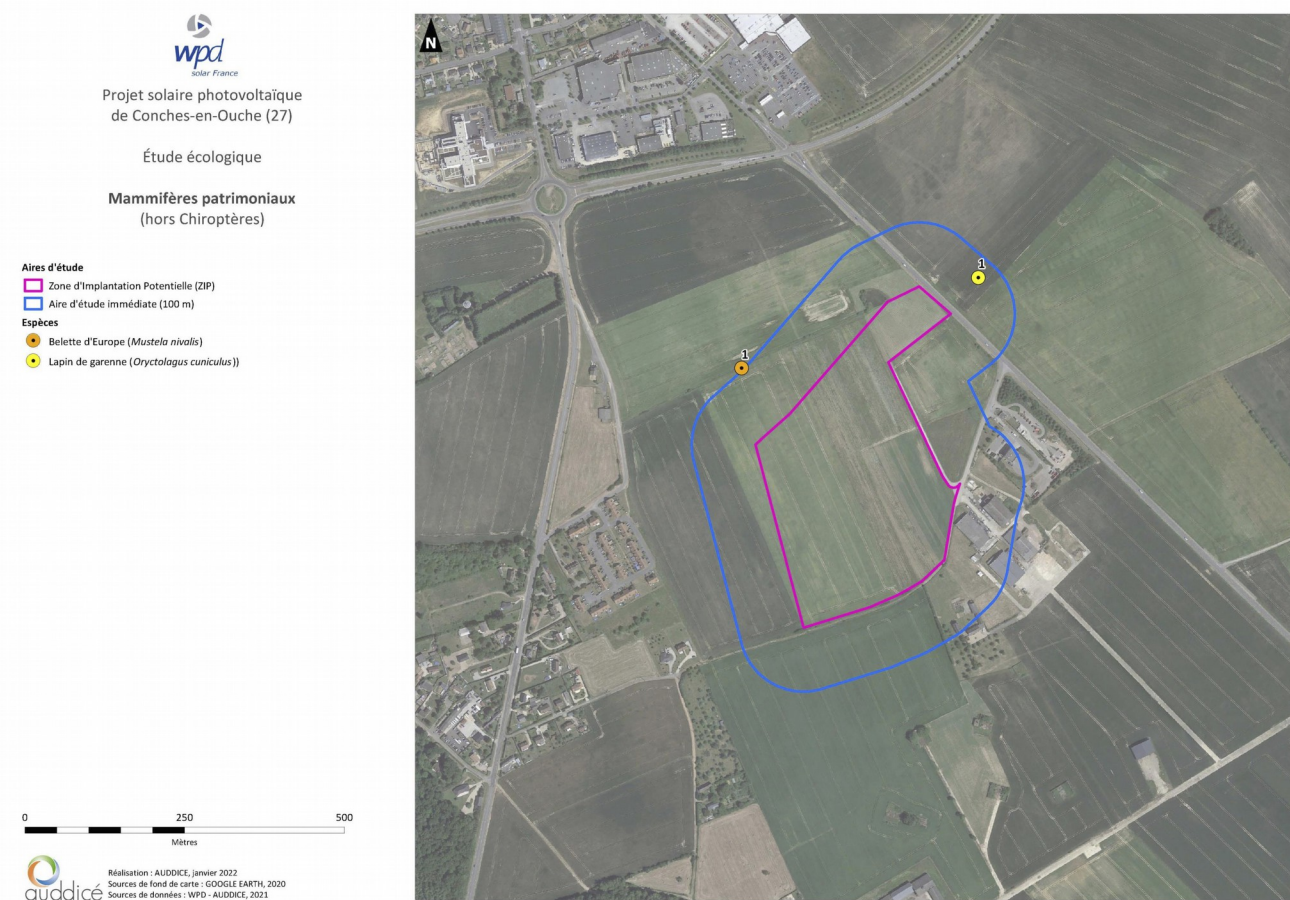 wpd
solar France
Projet solaire photovoltaïque
de Conches-en-Ouche (27)
Étude écologique
Mammifères patrimoniaux
(hors Chiroptères)
Aires d'étude
Zone d'Implantation Potentielle (ZIP)
Aire d'étude immédiate (100 m)
Espèces
Belette d'Europe (Mustela nivalis)
Lapin de garenne (Oryctolagus cuniculus))
0 250 500
Mètres
auddicé
Réalisation : AUDDICE, janvier 2022
Sources de fond de carte : GOOGLE EARTH, 2020
Sources de données : WPD - AUDDICE, 2021
N
1
1